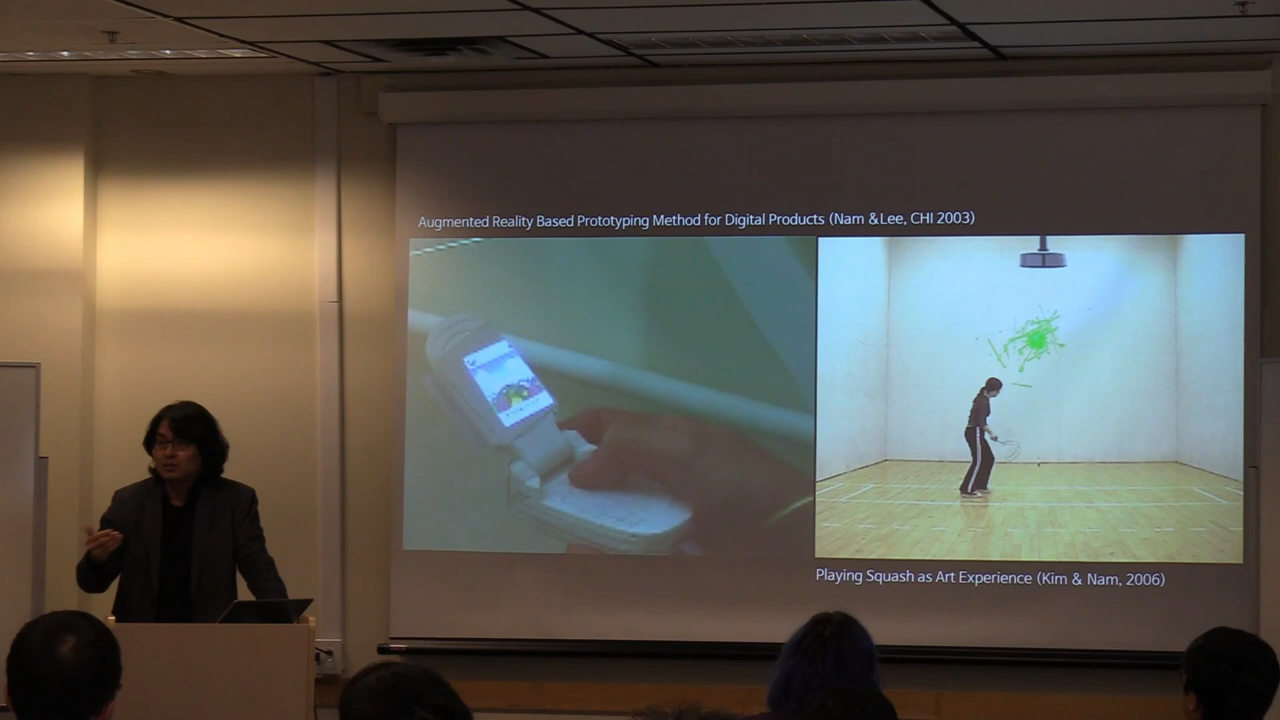 Augmented Reality Based Prototyping Method for Digital Products (Nam &Lee, CHI 2003)
Playing Squash as Art Experience (Kim & Nam, 2006)